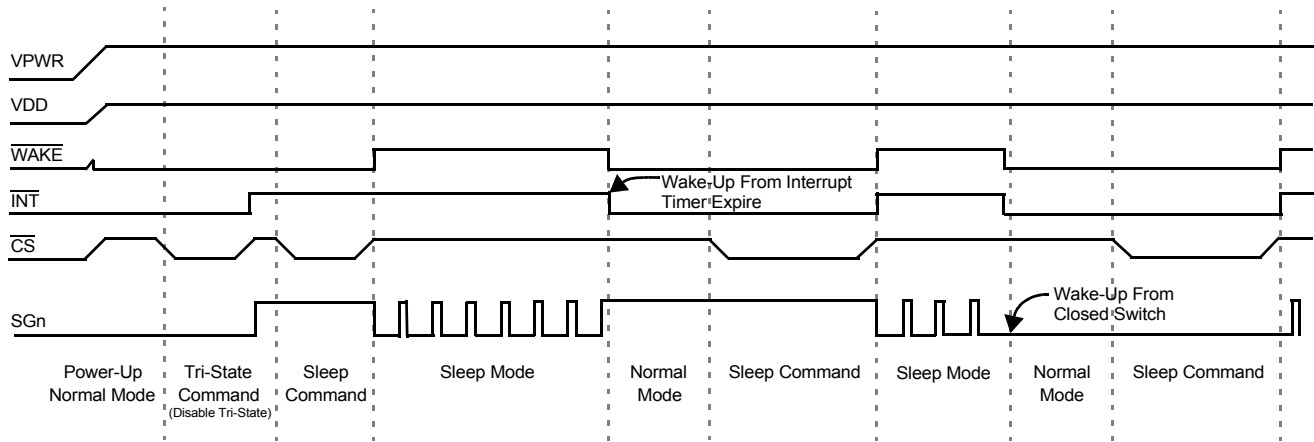 VPWR
VDD
WAKE
INT
Wake-Up From Interrupt
Timer Expire
CS
SGn
Wake-Up From
Closed Switch
Power-Up
Normal Mode
Tri-State
Command
(Disable Tri-State)
Sleep
Command
Sleep Mode
Normal
Mode
Sleep Command
Sleep Mode
Normal
Mode
Sleep Command